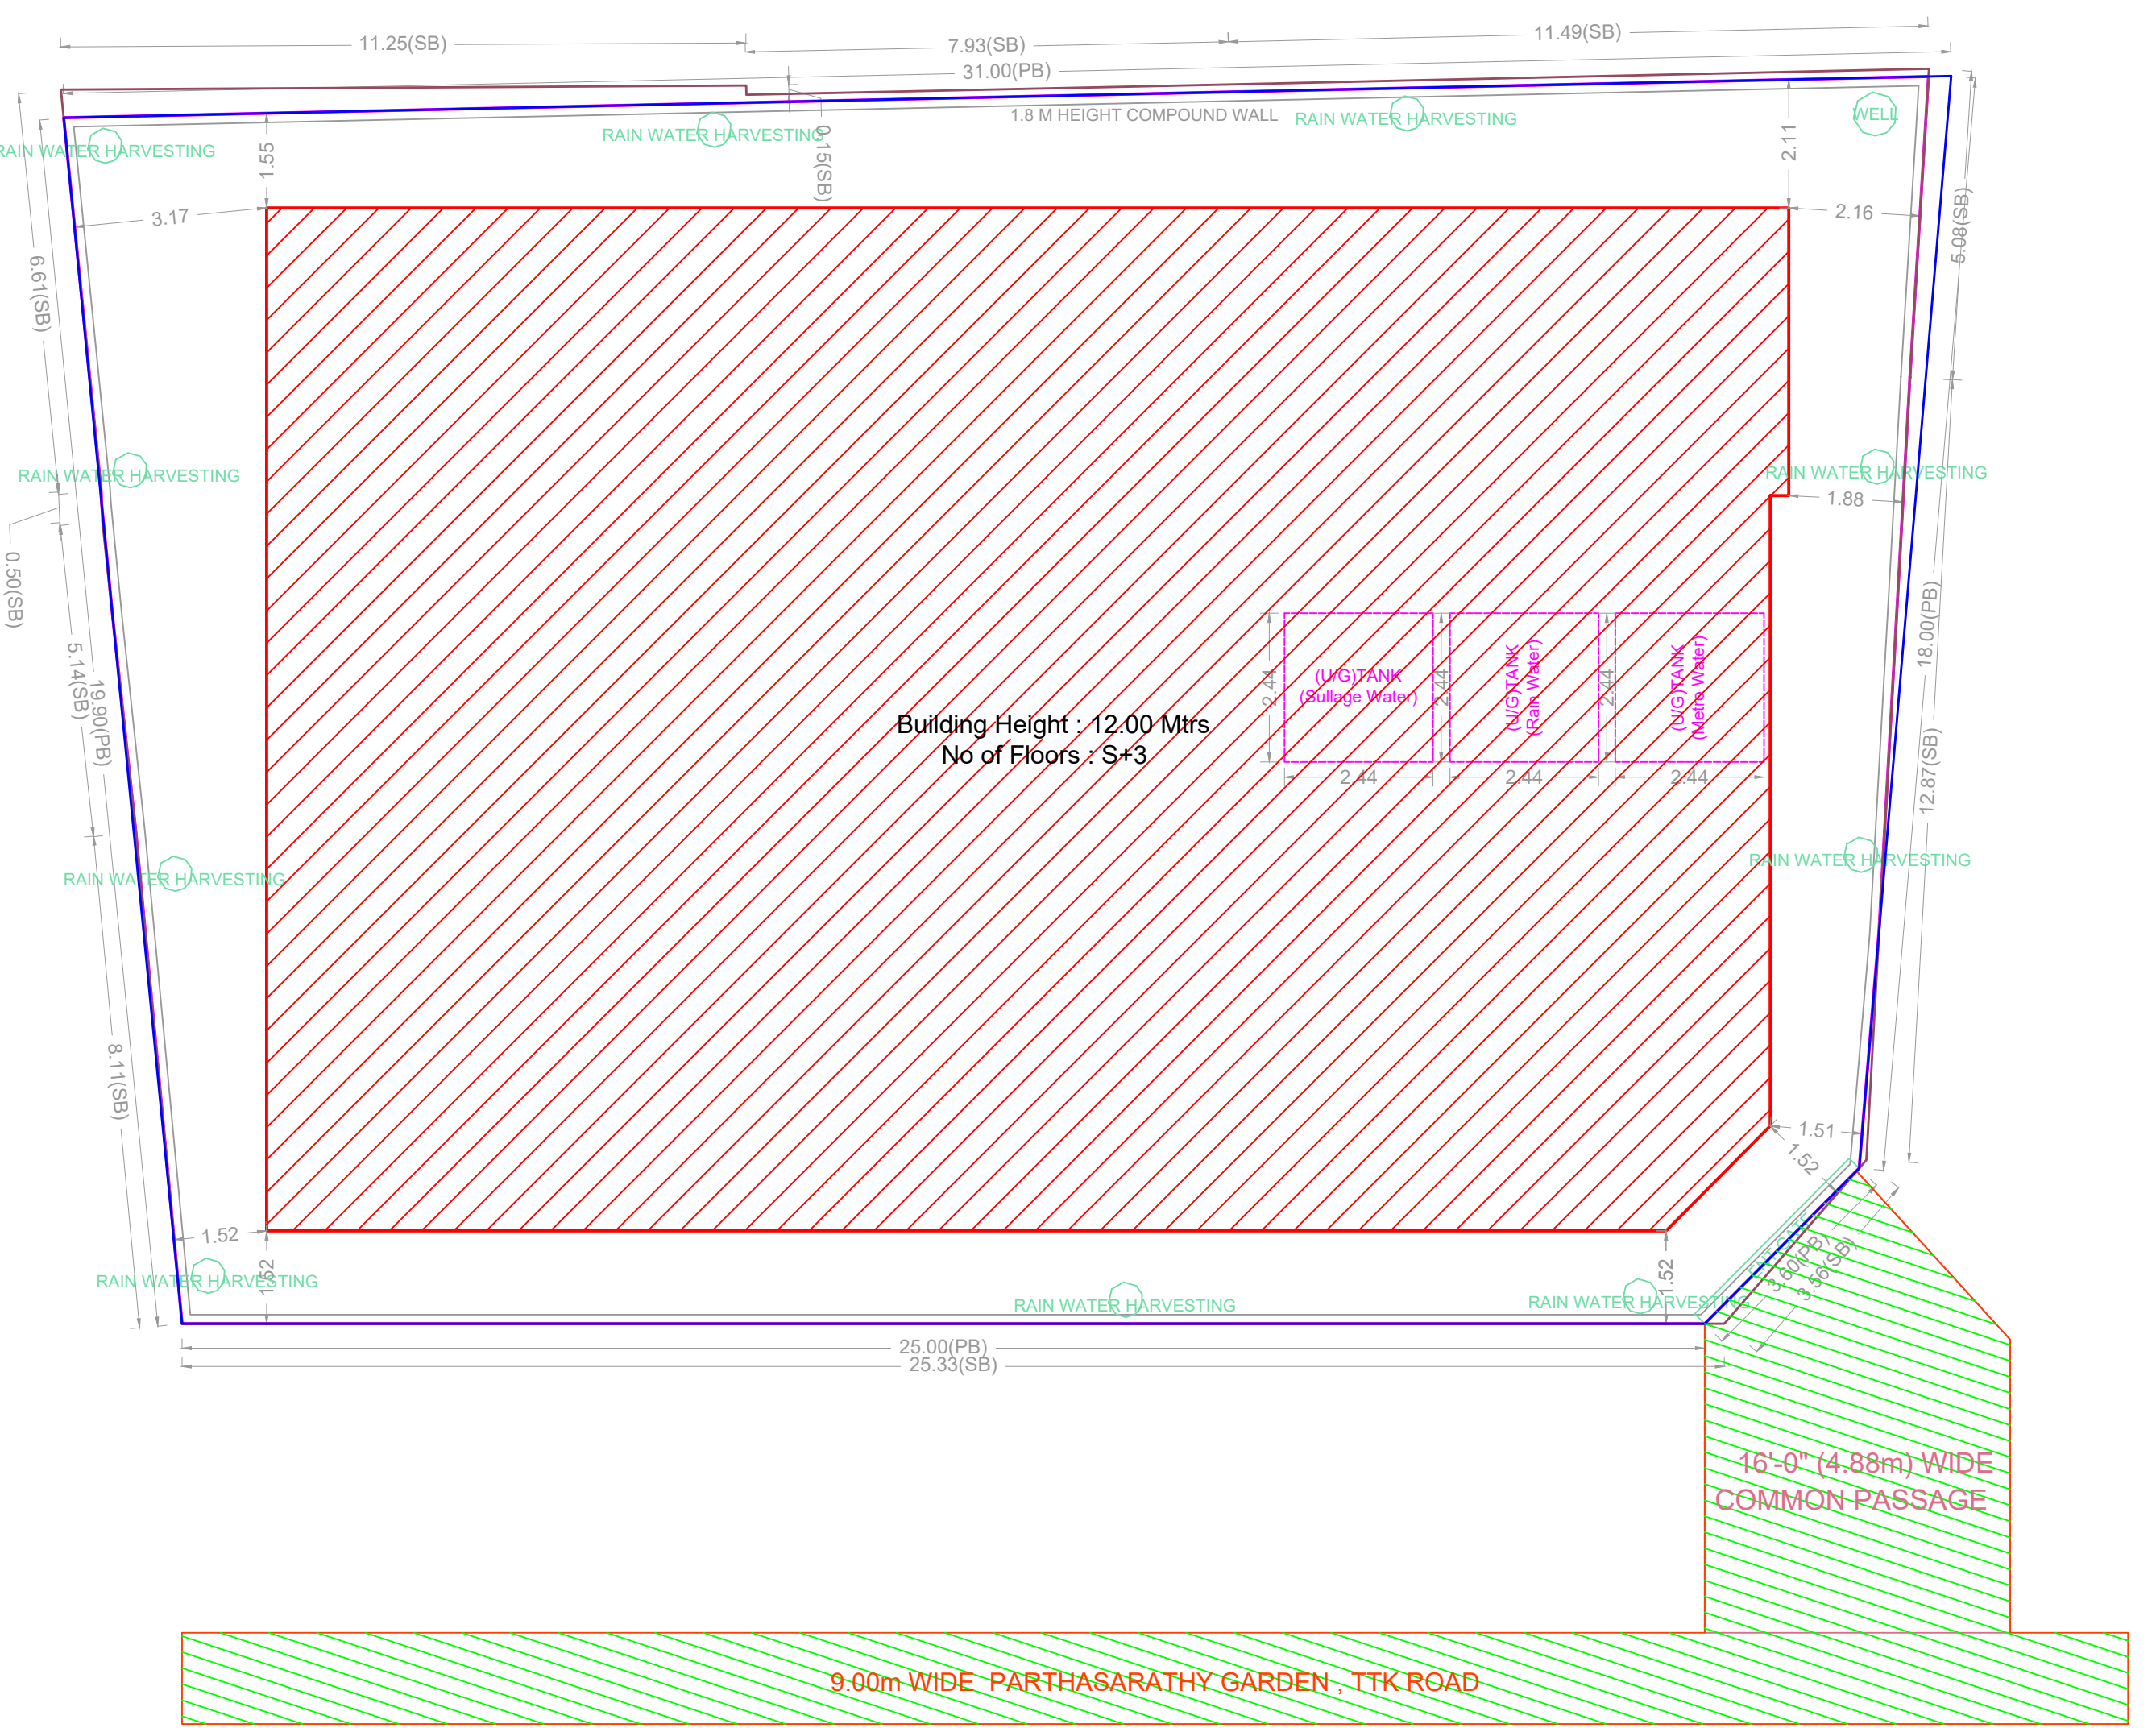 11.25(SB)
7.93(SB)
11.49(SB)
31.00(PB)
1.8 M HEIGHT COMPOUND WALL
RAIN WATER HARVESTING
RAIN WATER HARVESTING
RAIN WATER HARVESTING
WELL
0.15(SB)
1.55
2.11
3.17
2.16
5.08(SB)
6.61(SB)
RAIN WATER HARVESTING
RAIN WATER HARVESTING
1.88
0.50(SB)
5.14(SB)
19.90(PB)
18.00(PB)
12.87(SB)
2.44
(U/G)TANK
(Sullage Water)
2.44
(U/G)TANK
(Rain Water)
2.44
(U/G)TANK
(Metro Water)
2.44
2.44
2.44
Building Height : 12.00 Mtrs
No of Floors : S+3
RAIN WATER HARVESTING
RAIN WATER HARVESTING
8.11(SB)
1.51
1.52
1.52
1.52
1.52
RAIN WATER HARVESTING
RAIN WATER HARVESTING
RAIN WATER HARVESTING
3.60(PB)
3.56(SB)
25.00(PB)
25.33(SB)
16'-0" (4.88m) WIDE
COMMON PASSAGE
9.00m WIDE PARTHASARATHY GARDEN , TTK ROAD